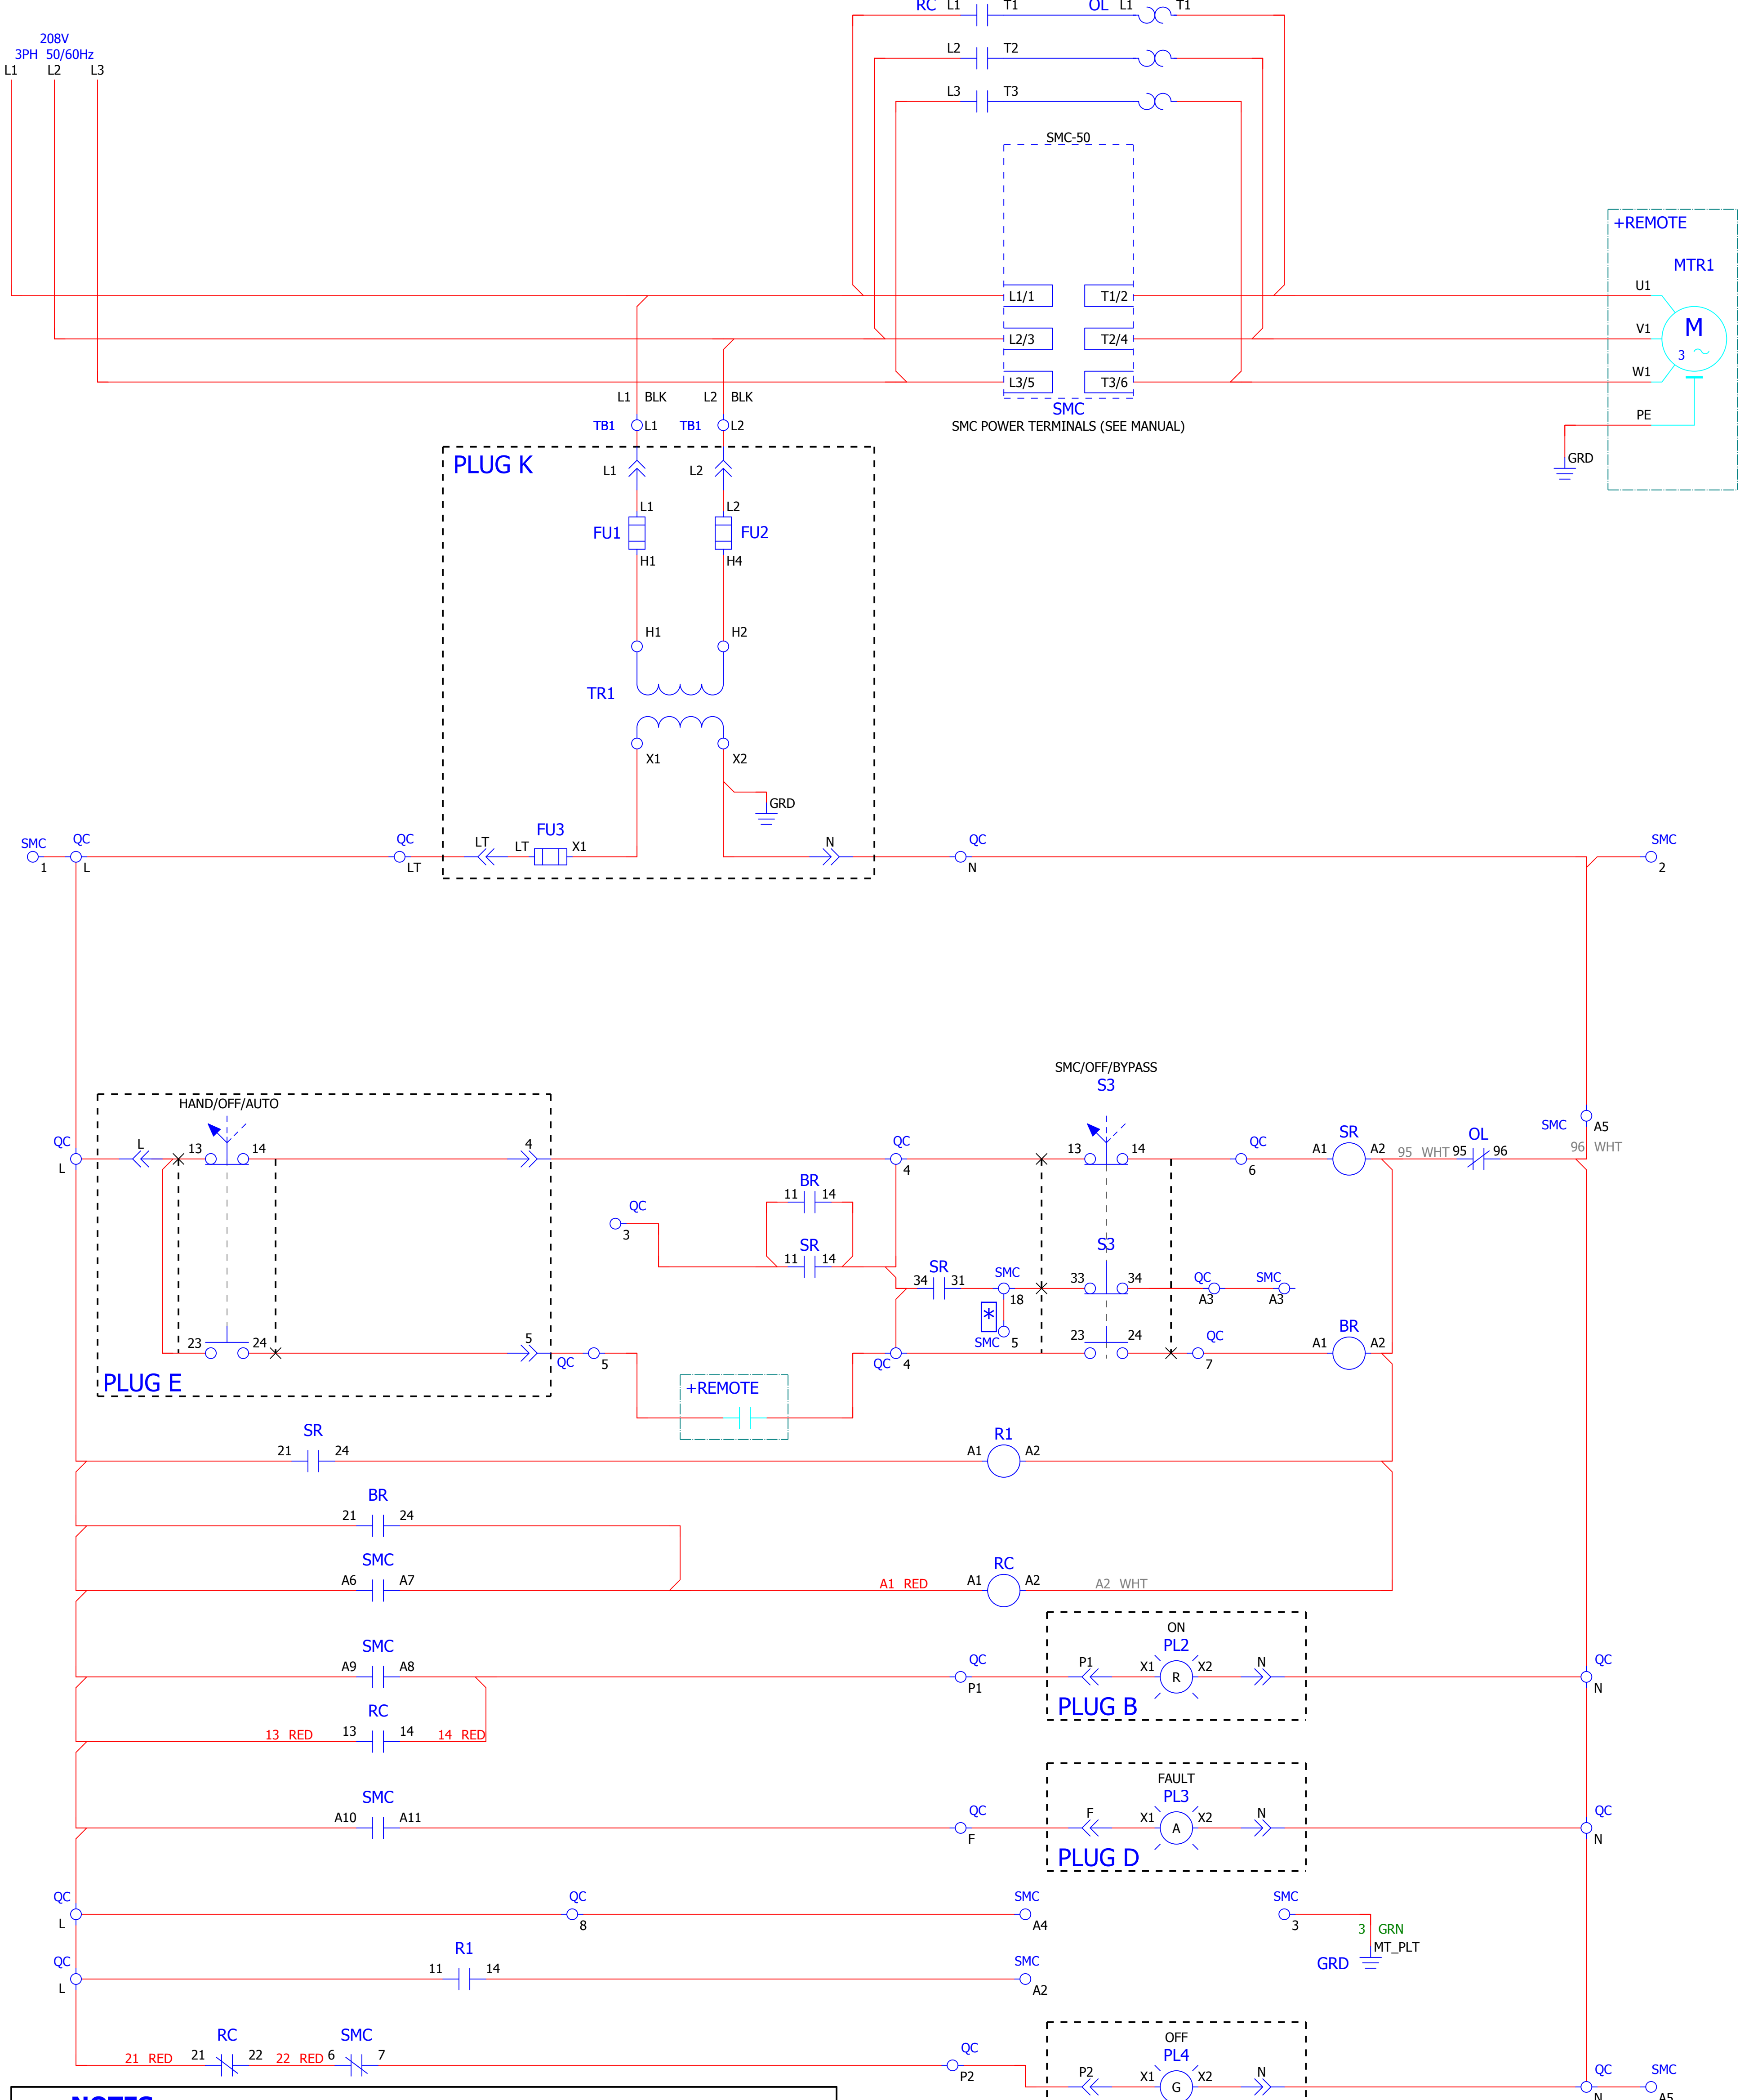 RC L1 T1 OL L1 T1
208V
3PH 50/60Hz
L1 L2 L3
L2 T2
L3 T3
SMC-50
+REMOTE
MTR1
L1/1 T1/2 U1
L2/3 T2/4 V1 M
3
L3/5 T3/6 W1
L1 BLK L2 BLK
SMC
SMC POWER TERMINALS (SEE MANUAL)
PE
GRD
TB1 L1 TB1 L2
PLUG K
L1 L2
L1 L2
FU1 FU2
H1 H4
H1 H2
TR1
X1 X2
GRD
SMC QC QC FU3 QC SMC
1 L LT LT LT X1 N N 2
SMC/OFF/BYPASS
S3
HAND/OFF/AUTO
SMC A5
QC L 13 14 4 QC 13 14 QC SR OL 96 WHT
L 4 6 A1 A2 95 WHT 95 96
BR
11 14
QC
3
SR
11 14
S3
SR SMC 33 34 QC SMC
34 31 18 A3 A3
*
SMC 5
23 24 5 QC 5 QC 4 23 24 QC 7 A1 BR A2
PLUG E
+REMOTE
SR R1
21 24 A1 A2
BR
21 24
SMC RC
A6 A7 A1 RED A1 A2 A2 WHT
ON
SMC PL2
A9 A8 QC P1 P1 X1 R X2 N QC N
PLUG B
RC
13 RED 13 14 14 RED
FAULT
SMC PL3
A10 A11 QC F F X1 A X2 N QC N
PLUG D
QC QC SMC SMC
L 8 A4 3
3 GRN
MT_PLT
GRD
QC R1 SMC
L 11 14 A2
OFF
RC SMC PL4
21 RED 21 22 22 RED 6 7 QC P2 P2 X1 G X2 N QC SMC
N A5
NOTES